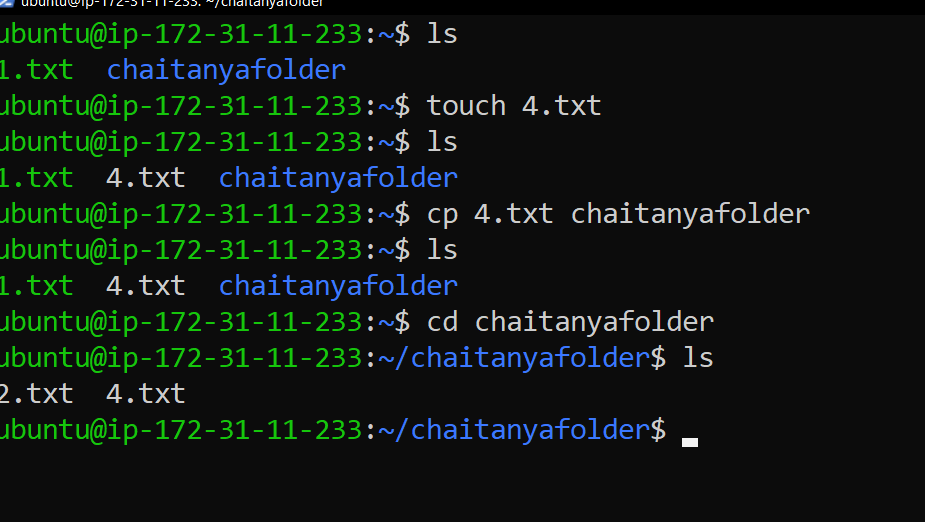 ubuntu@ip-172-31-11-233: ~/chaitanyafolder
ubuntu@ip-172-31-11-233:~$ ls
1.txt  chaitanyafolder
ubuntu@ip-172-31-11-233:~$ touch 4.txt
ubuntu@ip-172-31-11-233:~$ ls
1.txt  4.txt  chaitanyafolder
ubuntu@ip-172-31-11-233:~$ cp 4.txt chaitanyafolder
ubuntu@ip-172-31-11-233:~$ ls
1.txt  4.txt  chaitanyafolder
ubuntu@ip-172-31-11-233:~$ cd chaitanyafolder
ubuntu@ip-172-31-11-233:~/chaitanyafolder$ ls
2.txt  4.txt
ubuntu@ip-172-31-11-233:~/chaitanyafolder$